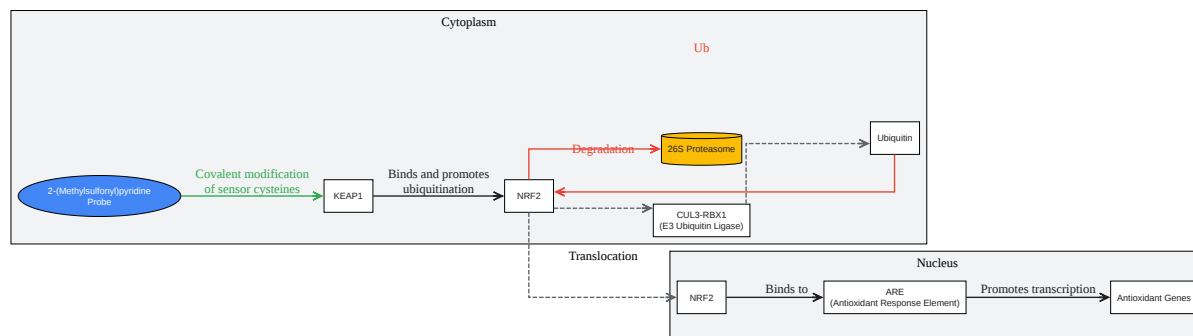 Cytoplasm
Ub
Ubiquitin
Degradation
26S Proteasome
Covalent modification
of sensor cysteines
Binds and promotes
ubiquitination
2-(Methylsulfonyl)pyridine
Probe
KEAP1
NRF2
CUL3-RBX1
(E3 Ubiquitin Ligase)
Translocation
Nucleus
NRF2
Binds to
ARE
(Antioxidant Response Element)
Promotes transcription
Antioxidant Genes